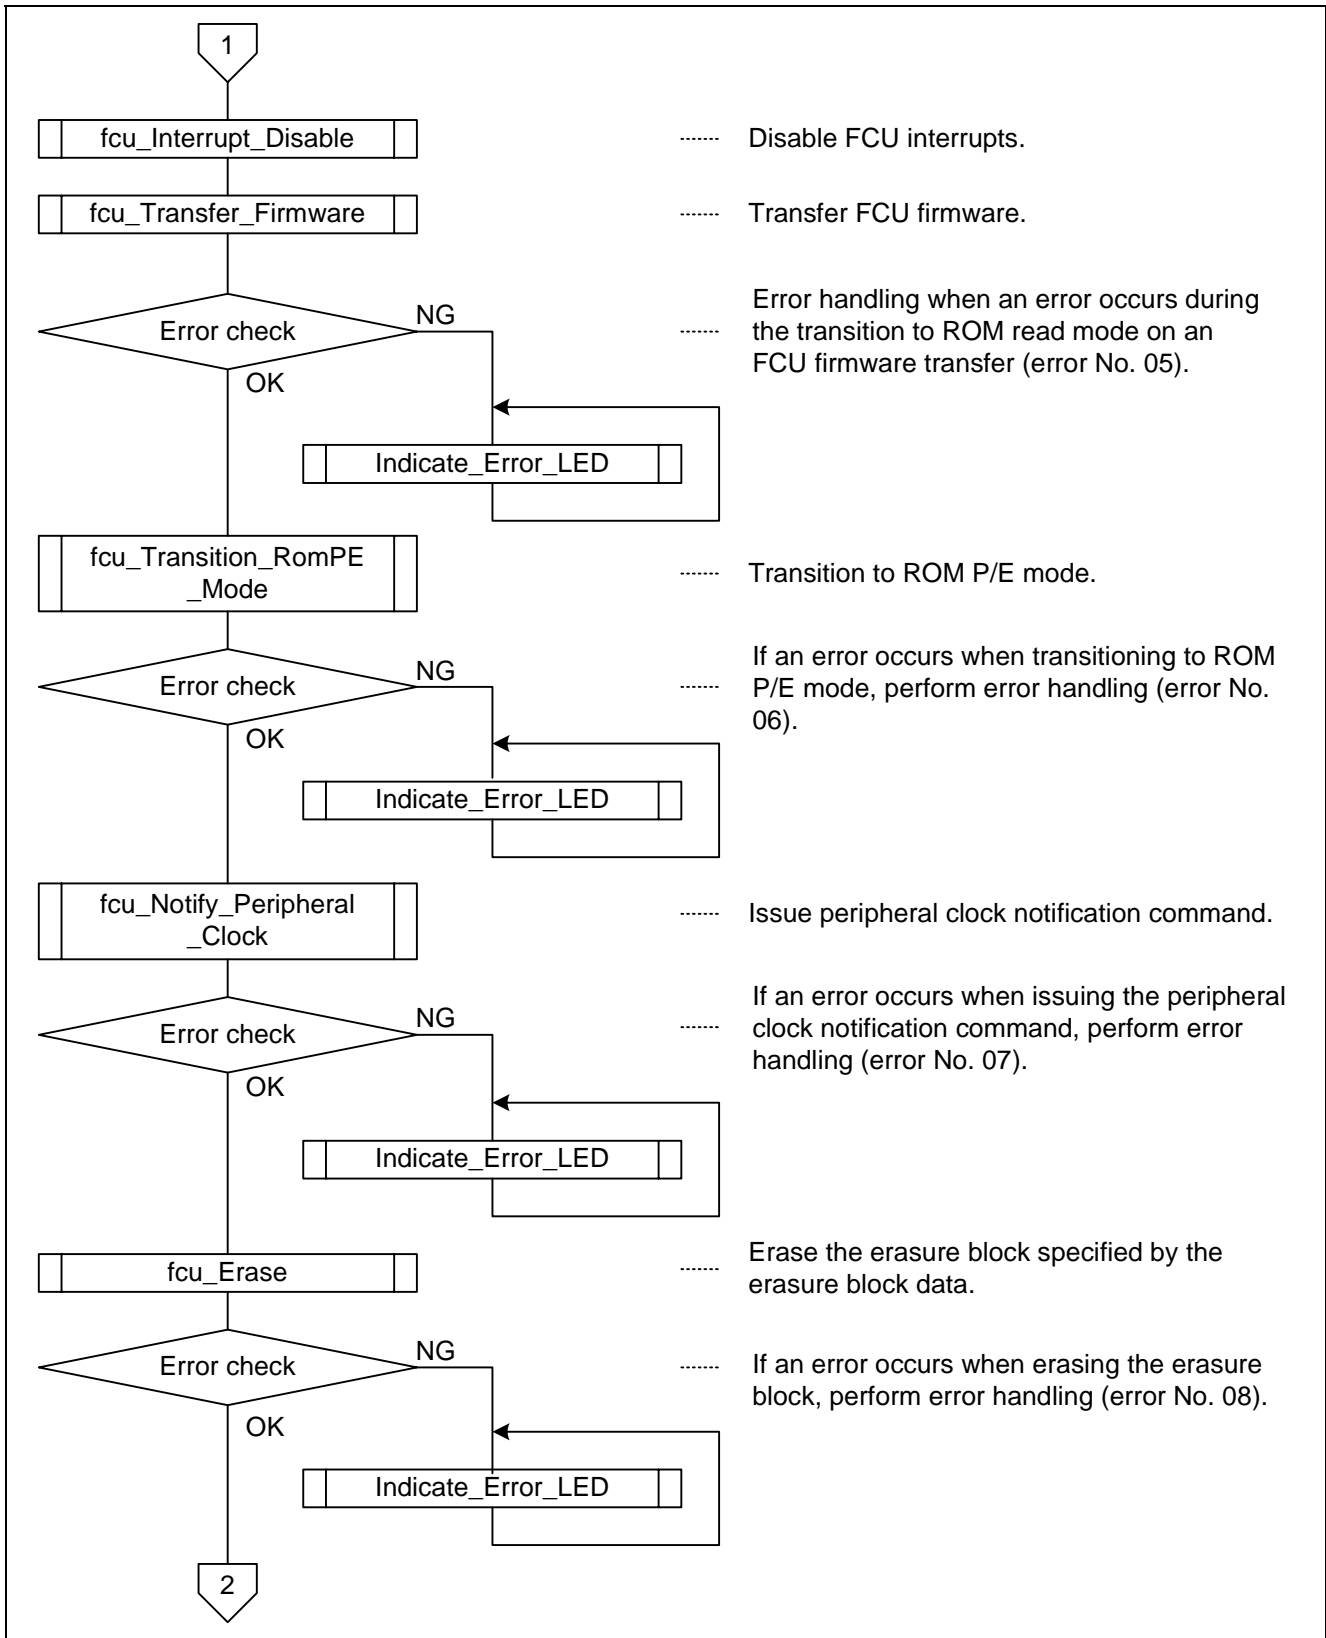 1
fcu_Interrupt_Disable
Disable FCU interrupts.
fcu_Transfer_Firmware
Transfer FCU firmware.
Error check
NG
OK
Error handling when an error occurs during
the transition to ROM read mode on an
FCU firmware transfer (error No. 05).
Indicate_Error_LED
fcu_Transition_RomPE
_Mode
Transition to ROM P/E mode.
Error check
NG
OK
If an error occurs when transitioning to ROM
P/E mode, perform error handling (error No.
06).
Indicate_Error_LED
fcu_Notify_Peripheral
_Clock
Issue peripheral clock notification command.
Error check
NG
OK
If an error occurs when issuing the peripheral
clock notification command, perform error
handling (error No. 07).
Indicate_Error_LED
fcu_Erase
Erase the erasure block specified by the
erasure block data.
Error check
NG
OK
If an error occurs when erasing the erasure
block, perform error handling (error No. 08).
Indicate_Error_LED
2